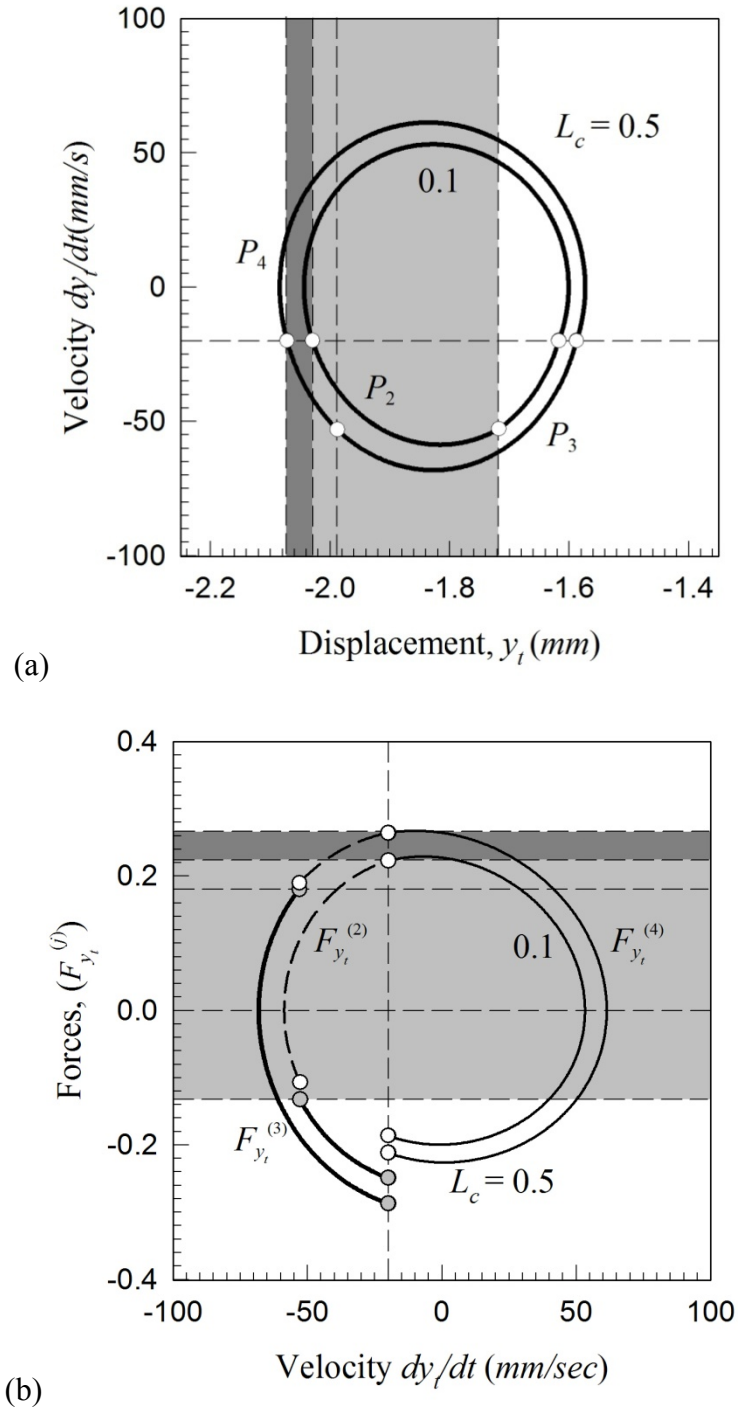 100
50
0
-50
-100
Velocity dy_t/dt(mm/s)
L_c = 0.5
0.1
P_4
P_2
P_3
-2.2 -2.0 -1.8 -1.6 -1.4
Displacement, y_t (mm)
(a)
0.4
0.2
0.0
-0.2
-0.4
Forces, (F_{y_t}^{(j)})
F_{y_t}^{(2)}
0.1
F_{y_t}^{(4)}
F_{y_t}^{(3)}
L_c = 0.5
-100 -50 0 50 100
Velocity dy_t/dt (mm/sec)
(b)